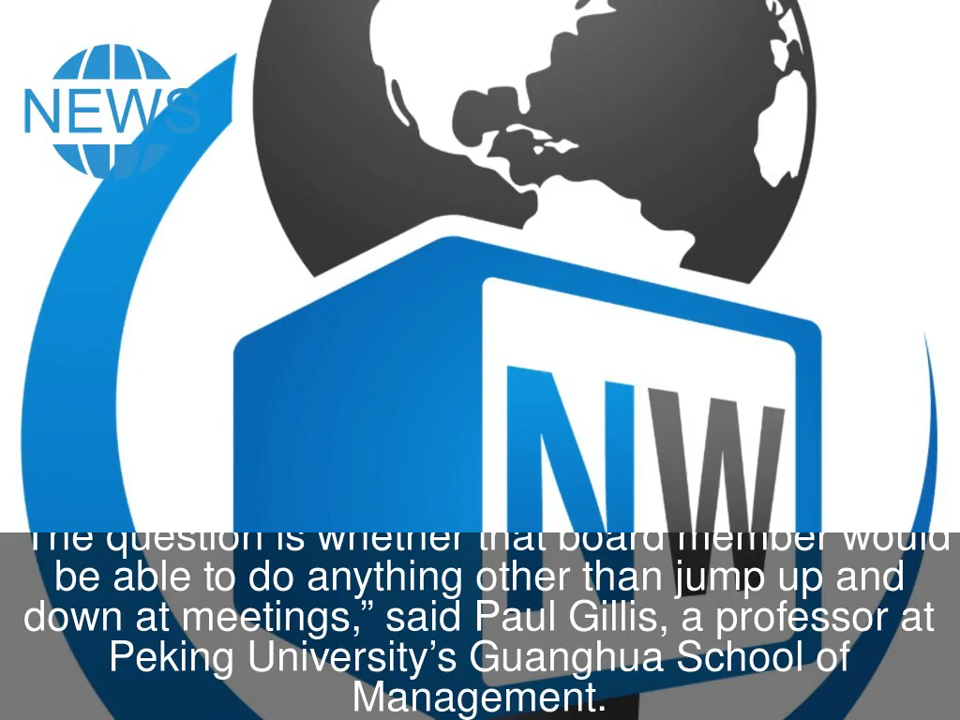 NEWS
NW
"The question is whether that board member would
be able to do anything other than jump up and
down at meetings,” said Paul Gillis, a professor at
Peking University’s Guanghua School of
Management.